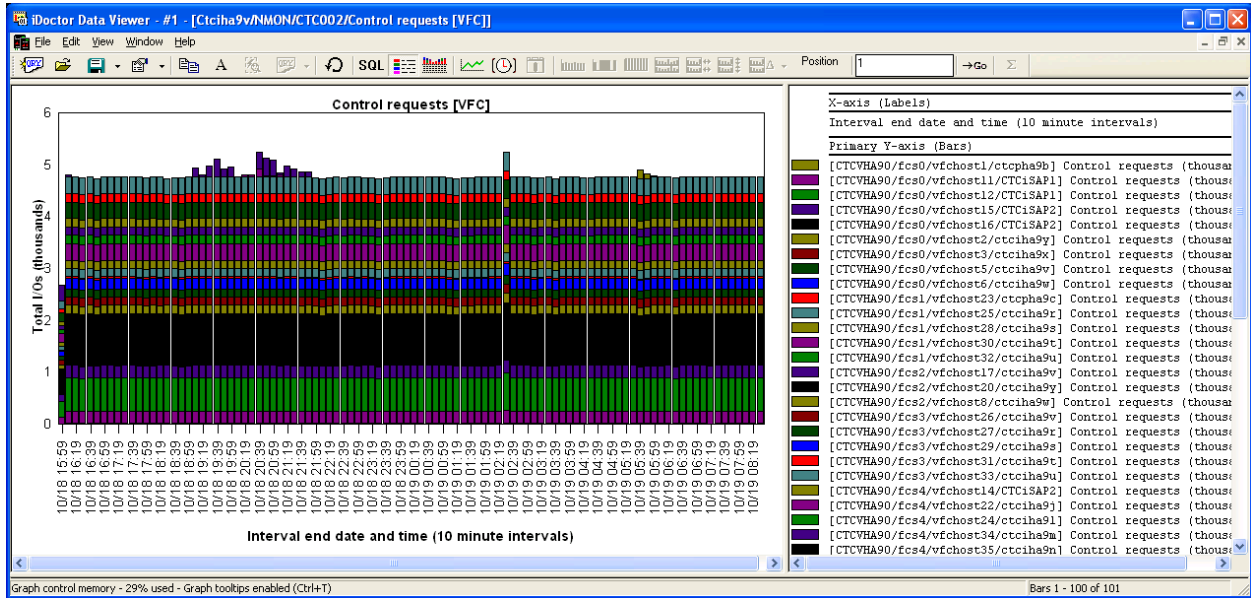 iDoctor Data Viewer - #1 - [Ctciha9v/NMON/CTC002/Control requests [VFC]]
File Edit View Window Help
QRY A SQL Position 1 Go Σ
Control requests [VFC]
6
5
4
3
2
1
0
Total I/Os (thousands)
10/18 15:59
10/18 16:19
10/18 16:39
10/18 16:59
10/18 17:19
10/18 17:39
10/18 17:59
10/18 18:19
10/18 18:39
10/18 18:59
10/18 19:19
10/18 19:39
10/18 19:59
10/18 20:19
10/18 20:39
10/18 20:59
10/18 21:19
10/18 21:39
10/18 21:59
10/18 22:19
10/18 22:39
10/18 22:59
10/18 23:19
10/18 23:39
10/18 23:59
10/19 00:19
10/19 00:39
10/19 00:59
10/19 01:19
10/19 01:39
10/19 01:59
10/19 02:19
10/19 02:39
10/19 02:59
10/19 03:19
10/19 03:39
10/19 03:59
10/19 04:19
10/19 04:39
10/19 04:59
10/19 05:19
10/19 05:39
10/19 05:59
10/19 06:19
10/19 06:39
10/19 06:59
10/19 07:19
10/19 07:39
10/19 07:59
10/19 08:19
Interval end date and time (10 minute intervals)
X-axis (Labels)
Interval end date and time (10 minute intervals)
Primary Y-axis (Bars)
[CTCVHA90/fcs0/vfchost1/ctcpha9b] Control requests (thousan
[CTCVHA90/fcs0/vfchost11/CTCiSAP1] Control requests (thous
[CTCVHA90/fcs0/vfchost12/CTCiSAP1] Control requests (thous
[CTCVHA90/fcs0/vfchost15/CTCiSAP2] Control requests (thous
[CTCVHA90/fcs0/vfchost16/CTCiSAP2] Control requests (thous
[CTCVHA90/fcs0/vfchost2/ctciha9y] Control requests (thousan
[CTCVHA90/fcs0/vfchost3/ctciha9x] Control requests (thousan
[CTCVHA90/fcs0/vfchost5/ctciha9v] Control requests (thousan
[CTCVHA90/fcs0/vfchost6/ctciha9w] Control requests (thousan
[CTCVHA90/fcs1/vfchost23/ctcpha9c] Control requests (thous
[CTCVHA90/fcs1/vfchost25/ctciha9r] Control requests (thous
[CTCVHA90/fcs1/vfchost28/ctciha9s] Control requests (thous
[CTCVHA90/fcs1/vfchost30/ctciha9t] Control requests (thous
[CTCVHA90/fcs1/vfchost32/ctciha9u] Control requests (thous
[CTCVHA90/fcs2/vfchost17/ctciha9v] Control requests (thous
[CTCVHA90/fcs2/vfchost20/ctciha9y] Control requests (thous
[CTCVHA90/fcs2/vfchost8/ctciha9w] Control requests (thousan
[CTCVHA90/fcs3/vfchost26/ctciha9v] Control requests (thous
[CTCVHA90/fcs3/vfchost27/ctciha9r] Control requests (thous
[CTCVHA90/fcs3/vfchost29/ctciha9s] Control requests (thous
[CTCVHA90/fcs3/vfchost31/ctciha9t] Control requests (thous
[CTCVHA90/fcs3/vfchost33/ctciha9u] Control requests (thous
[CTCVHA90/fcs4/vfchost14/CTCiSAP2] Control requests (thous
[CTCVHA90/fcs4/vfchost22/ctciha9j] Control requests (thous
[CTCVHA90/fcs4/vfchost24/ctciha9l] Control requests (thous
[CTCVHA90/fcs4/vfchost34/ctciha9m] Control requests (thous
[CTCVHA90/fcs4/vfchost35/ctciha9n] Control requests (thous
Graph control memory - 29% used - Graph tooltips enabled (Ctrl+T)
Bars 1 - 100 of 101